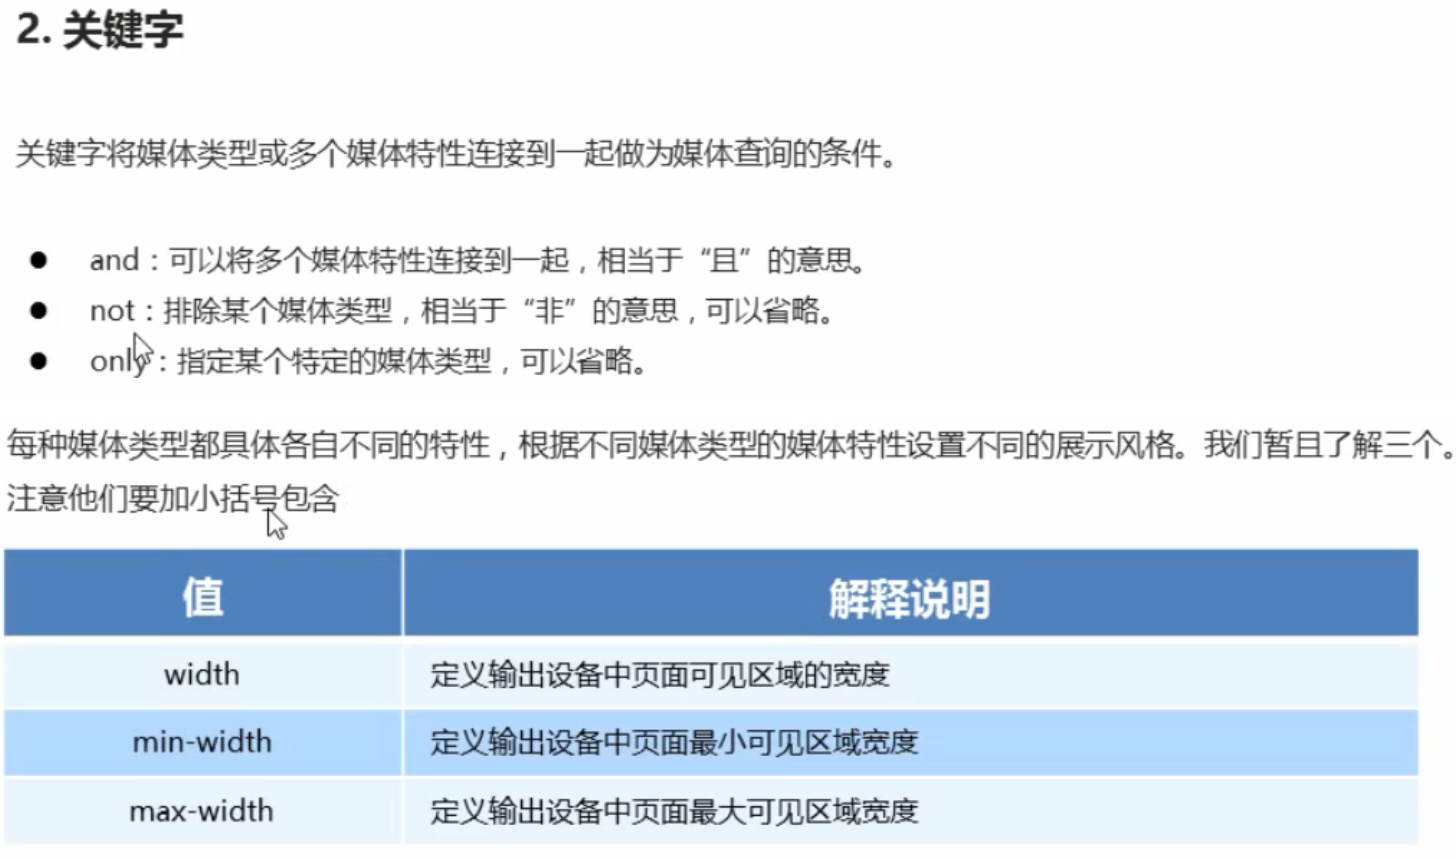 2. 关键字
关键字将媒体类型或多个媒体特性连接到一起做为媒体查询的条件。
● and：可以将多个媒体特性连接到一起，相当于“且”的意思。
● not：排除某个媒体类型，相当于“非”的意思，可以省略。
● only：指定某个特定的媒体类型，可以省略。
每种媒体类型都具体各自不同的特性，根据不同媒体类型的媒体特性设置不同的展示风格。我们暂且了解三个。
注意他们要加小括号包含
值 解释说明
width 定义输出设备中页面可见区域的宽度
min-width 定义输出设备中页面最小可见区域宽度
max-width 定义输出设备中页面最大可见区域宽度